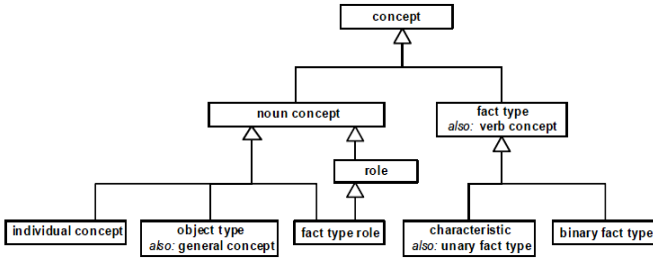 concept
noun concept
fact type
also: verb concept
role
individual concept
object type
also: general concept
fact type role
characteristic
also: unary fact type
binary fact type